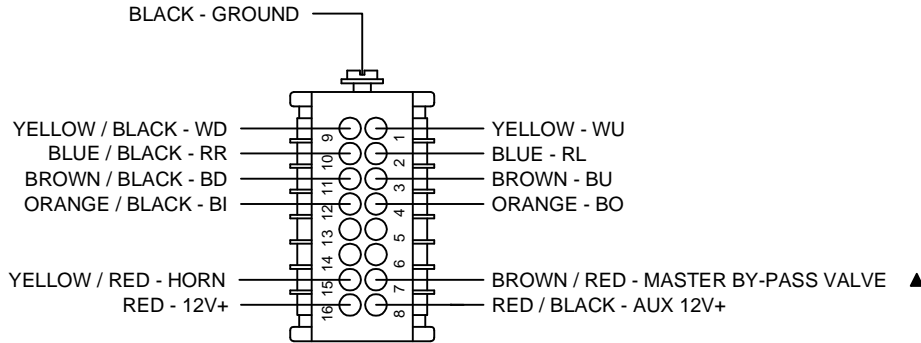 BLACK - GROUND
YELLOW / BLACK - WD 9 1 YELLOW - WU
BLUE / BLACK - RR 10 2 BLUE - RL
BROWN / BLACK - BD 11 3 BROWN - BU
ORANGE / BLACK - BI 12 4 ORANGE - BO
13 5
14 6
YELLOW / RED - HORN 15 7 BROWN / RED - MASTER BY-PASS VALVE
RED - 12V+ 16 8 RED / BLACK - AUX 12V+